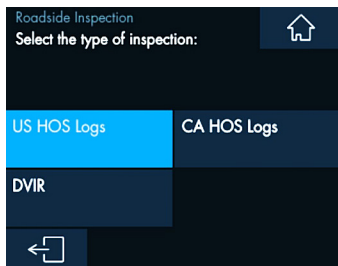 Roadside Inspection
Select the type of inspection:
US HOS Logs
CA HOS Logs
DVIR